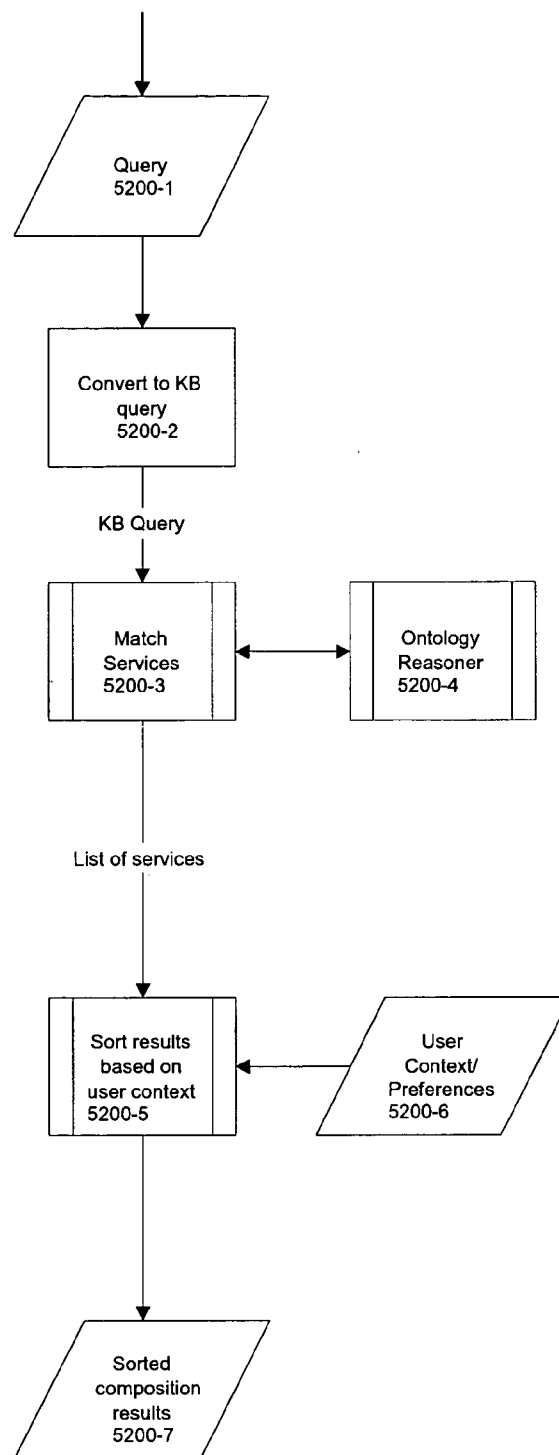 Query
5200-1
Convert to KB
query
5200-2
KB Query
Match
Services
5200-3
Ontology
Reasoner
5200-4
List of services
Sort results
based on
user context
5200-5
User
Context/
Preferences
5200-6
Sorted
composition
results
5200-7